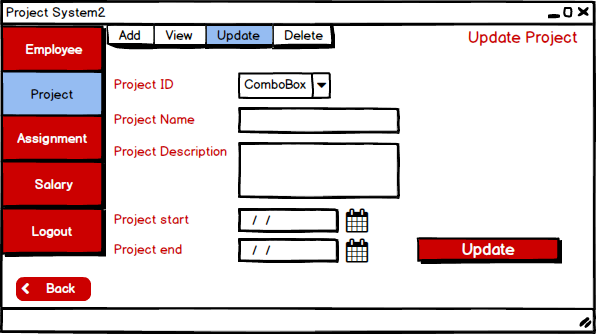 Project System2
Add View Update Delete
Update Project
Employee
Project
Assignment
Salary
Logout
Back
Project ID
ComboBox
Project Name
Project Description
Project start
/ /
Project end
/ /
Update